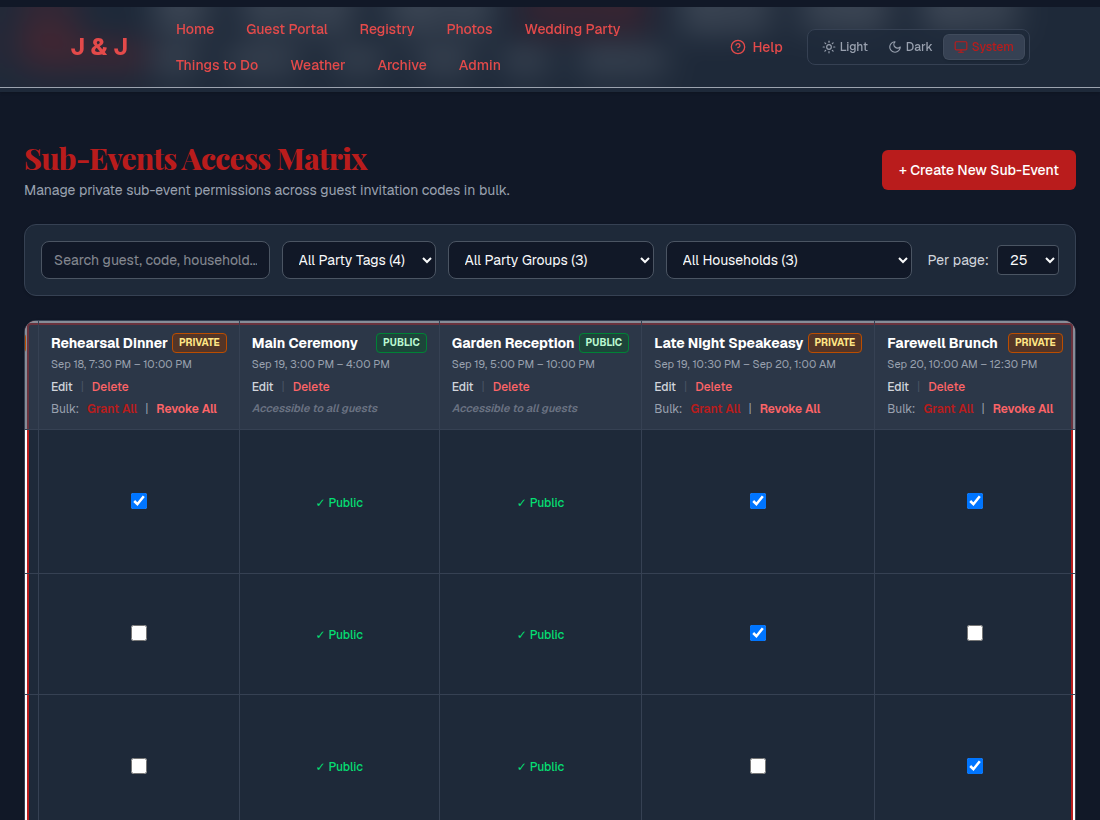 J & J
Home Guest Portal Registry Photos Wedding Party
Things to Do Weather Archive Admin
Help
Light Dark System
Sub-Events Access Matrix
Manage private sub-event permissions across guest invitation codes in bulk.
+ Create New Sub-Event
Search guest, code, household... All Party Tags (4) All Party Groups (3) All Households (3) Per page: 25
Rehearsal Dinner PRIVATE Main Ceremony PUBLIC Garden Reception PUBLIC Late Night Speakeasy PRIVATE Farewell Brunch PRIVATE
Sep 18, 7:30 PM – 10:00 PM Sep 19, 3:00 PM – 4:00 PM Sep 19, 5:00 PM – 10:00 PM Sep 19, 10:30 PM – Sep 20, 1:00 AM Sep 20, 10:00 AM – 12:30 PM
Edit | Delete Edit | Delete Edit | Delete Edit | Delete Edit | Delete
Bulk: Grant All | Revoke All Accessible to all guests Accessible to all guests Bulk: Grant All | Revoke All Bulk: Grant All | Revoke All
✓ Public ✓ Public
✓ Public ✓ Public
✓ Public ✓ Public